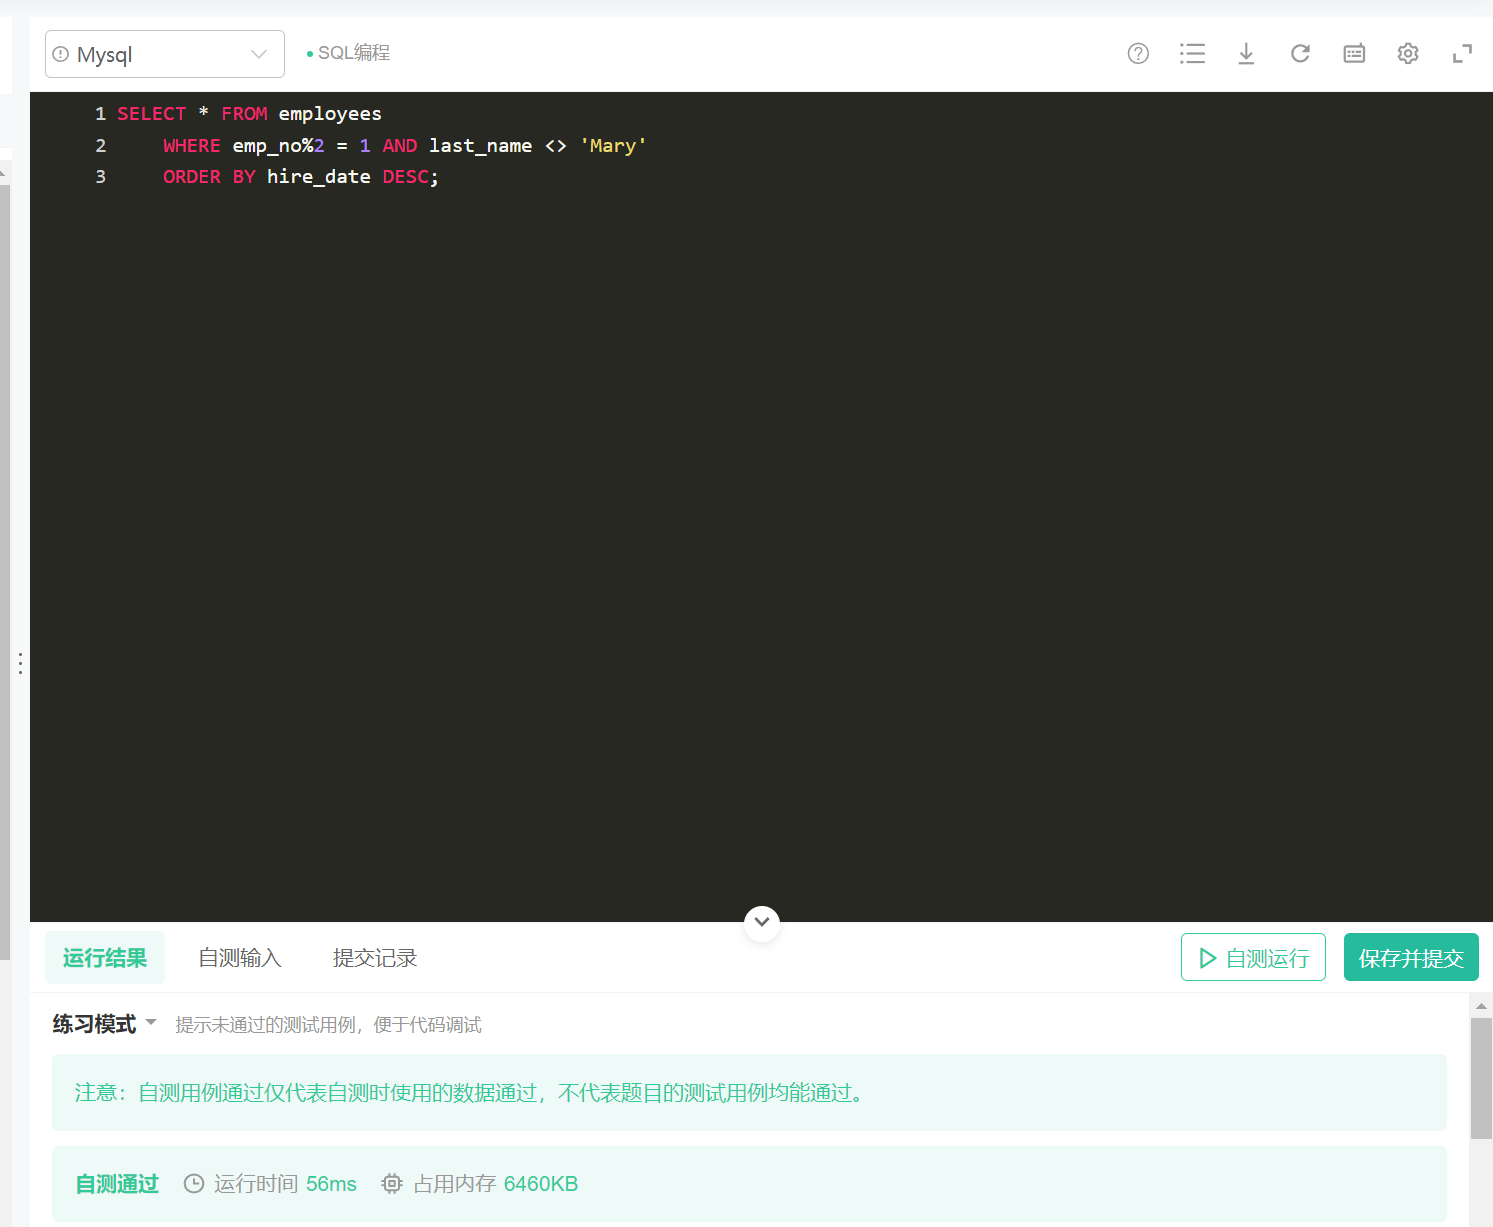 Mysql
SQL编程
1 SELECT * FROM employees
2 WHERE emp_no%2 = 1 AND last_name <> 'Mary'
3 ORDER BY hire_date DESC;
运行结果 自测输入 提交记录 自测运行 保存并提交
练习模式 提示未通过的测试用例，便于代码调试
注意：自测用例通过仅代表自测时使用的数据通过，不代表题目的测试用例均能通过。
自测通过 运行时间 56ms 占用内存 6460KB